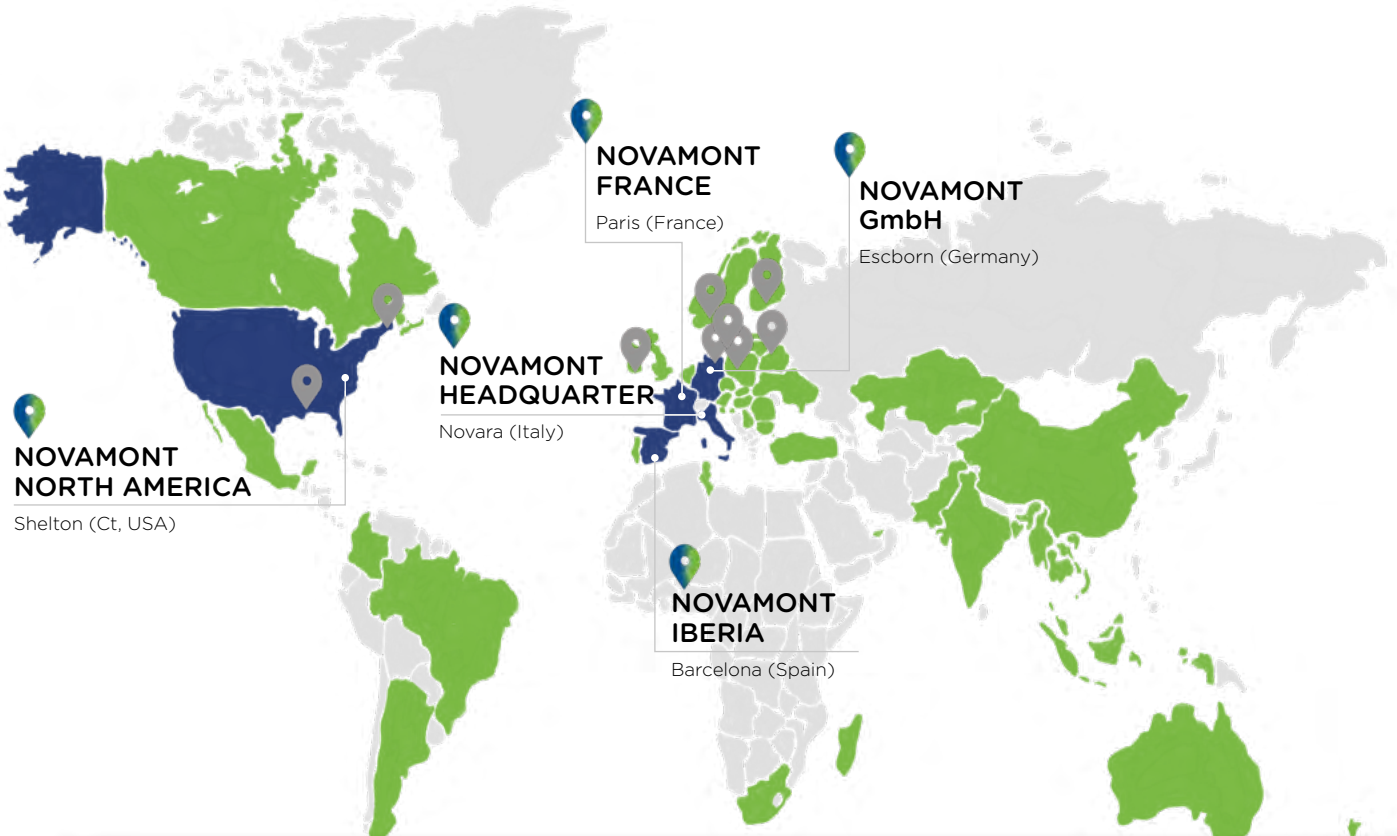 NOVAMONT
FRANCE
Paris (France)
NOVAMONT
GmbH
Escborn (Germany)
NOVAMONT
HEADQUARTER
Novara (Italy)
NOVAMONT
NORTH AMERICA
Shelton (Ct, USA)
NOVAMONT
IBERIA
Barcelona (Spain)